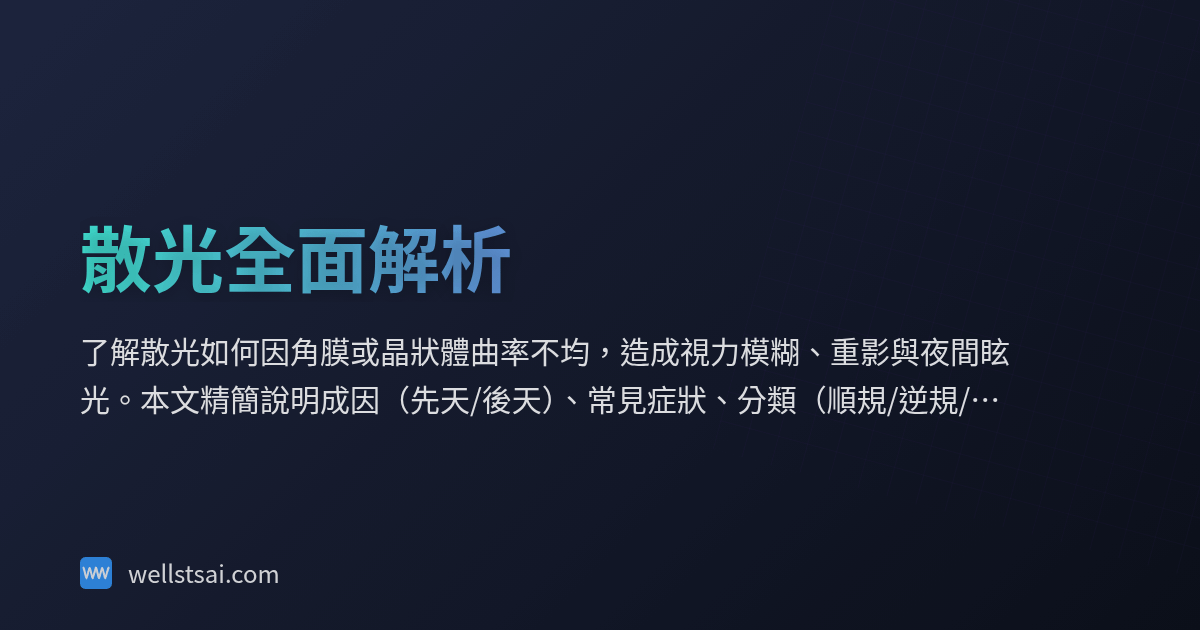 散光全面解析
了解散光如何因角膜或晶狀體曲率不均，造成視力模糊、重影與夜間眩
光。本文精簡說明成因（先天/後天）、常見症狀、分類（順規/逆規/…
wellstsai.com